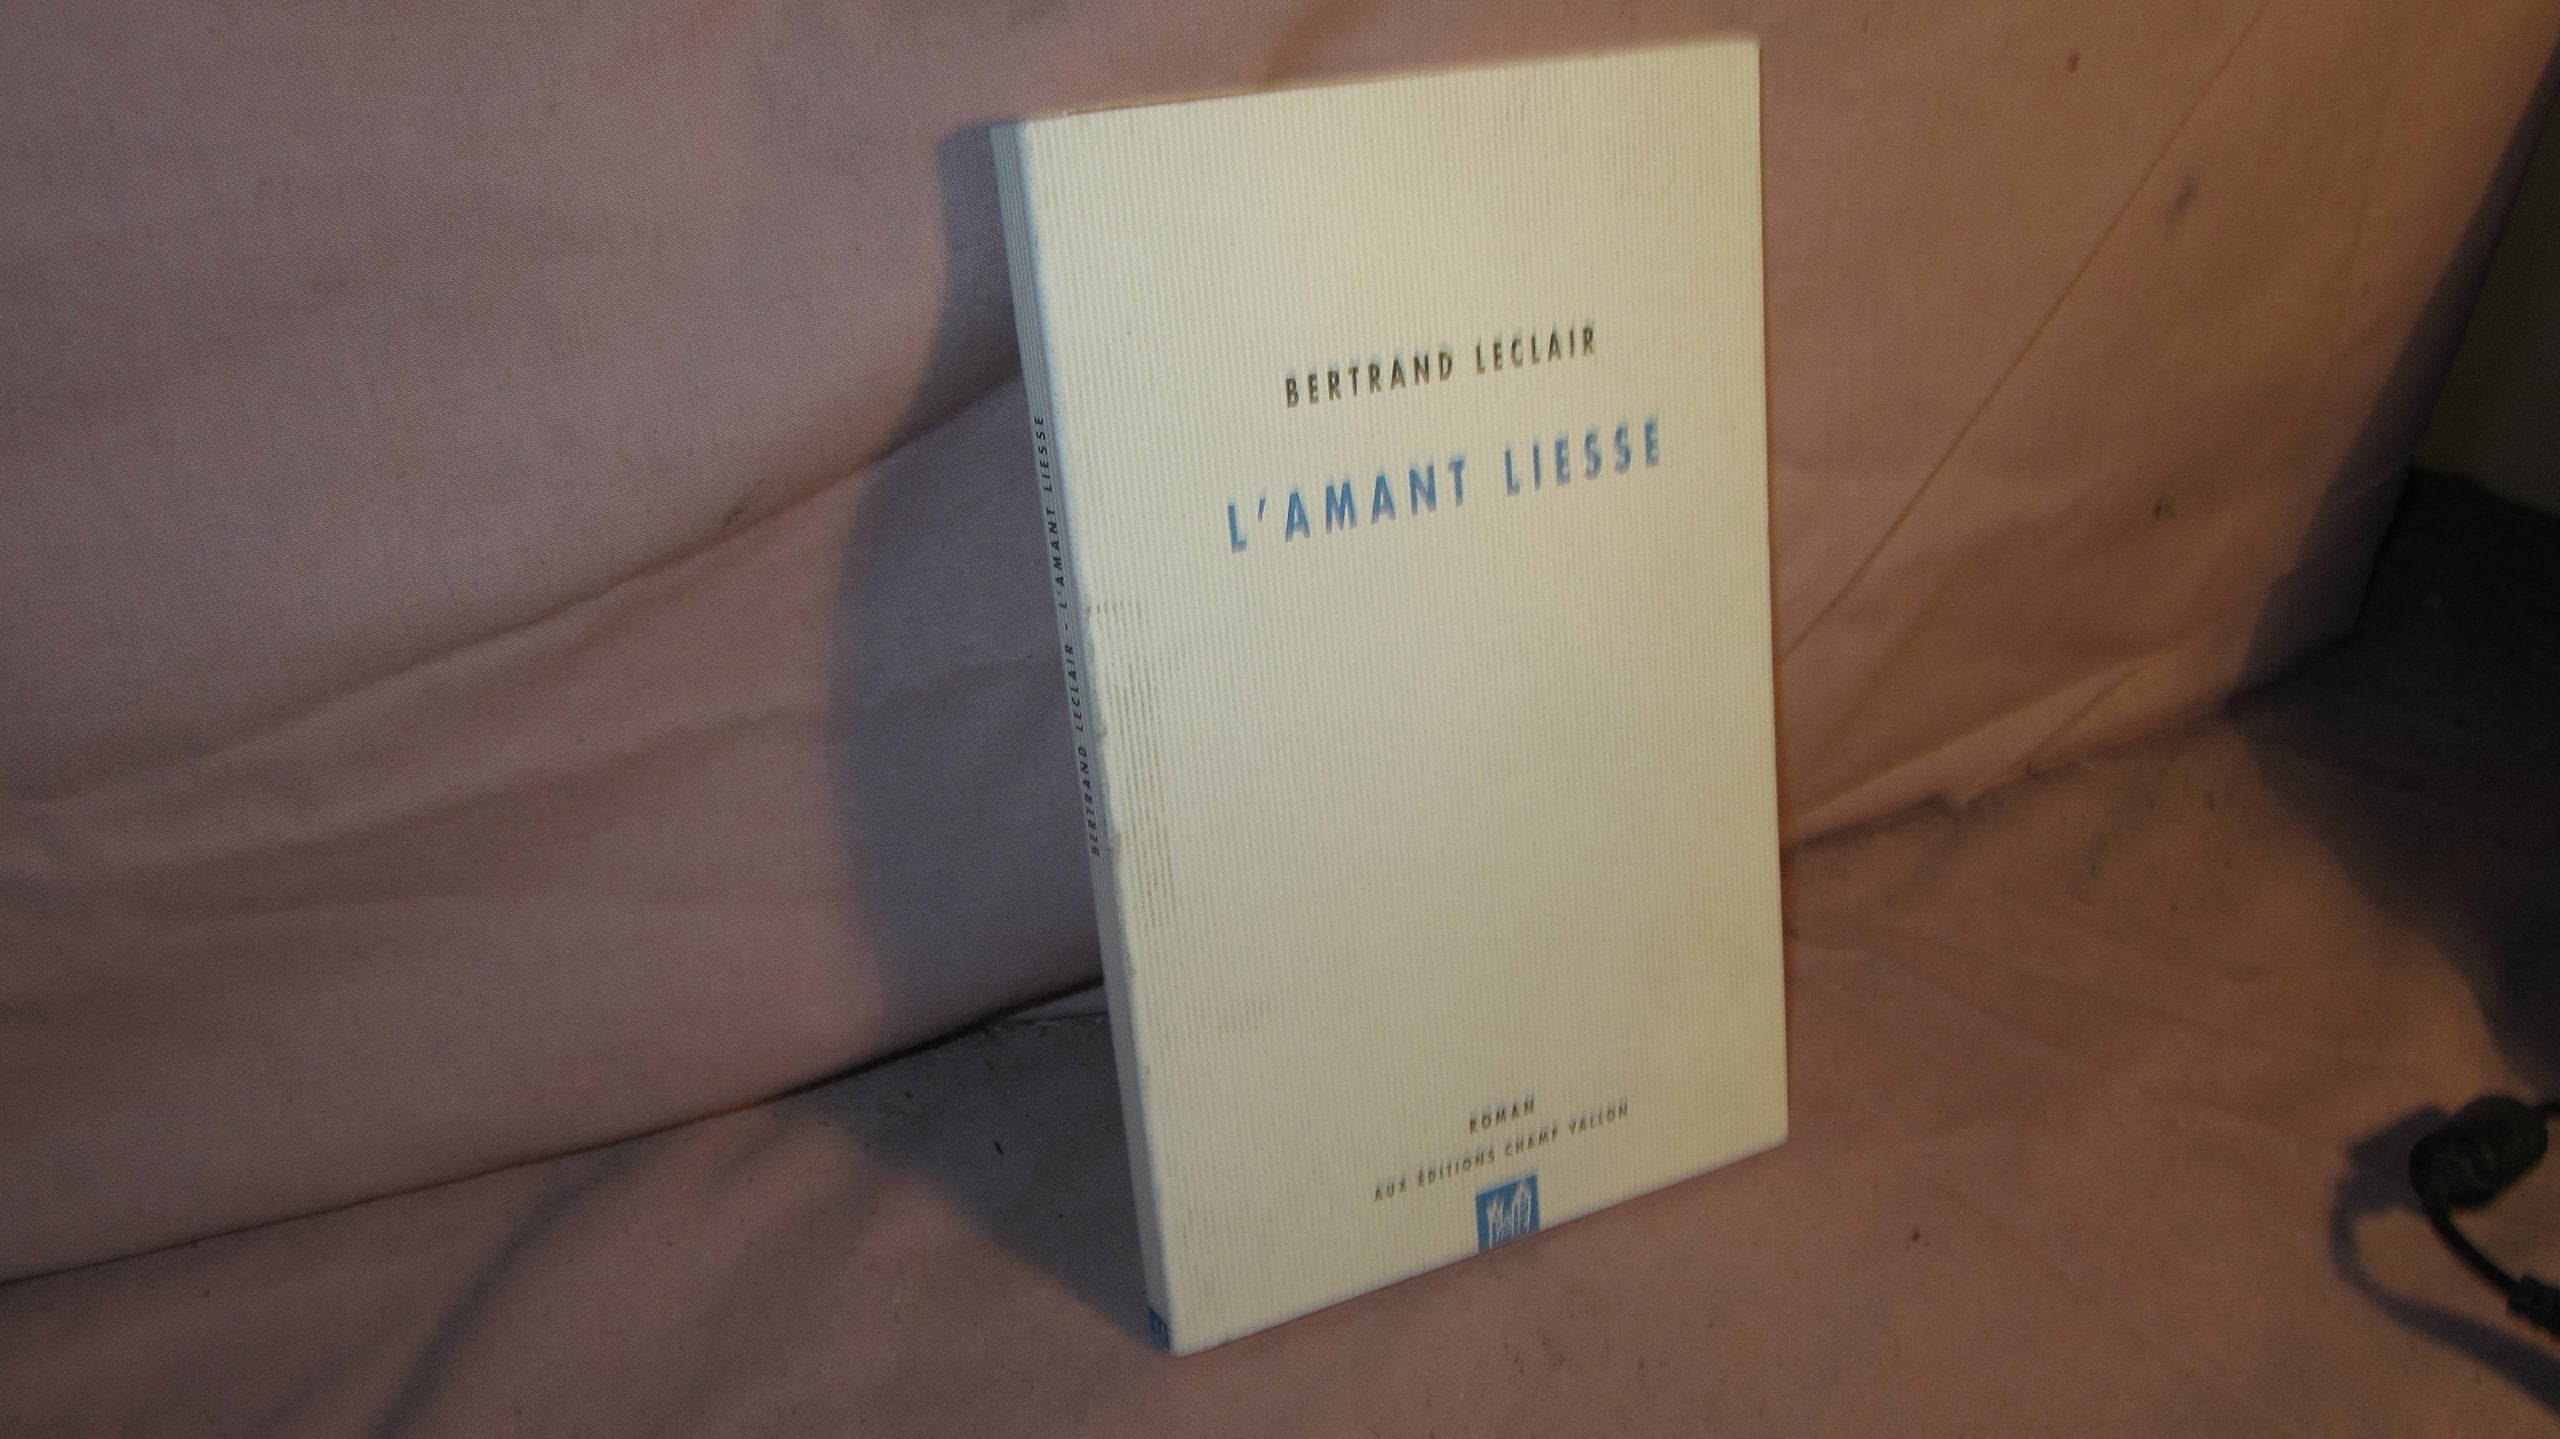 BERTRAND LECLAIR
L'AMANT LIESSE
ROMAN
AUX ÉDITIONS CHAMP VALLON
BERTRAND LECLAIR – L'AMANT LIESSE